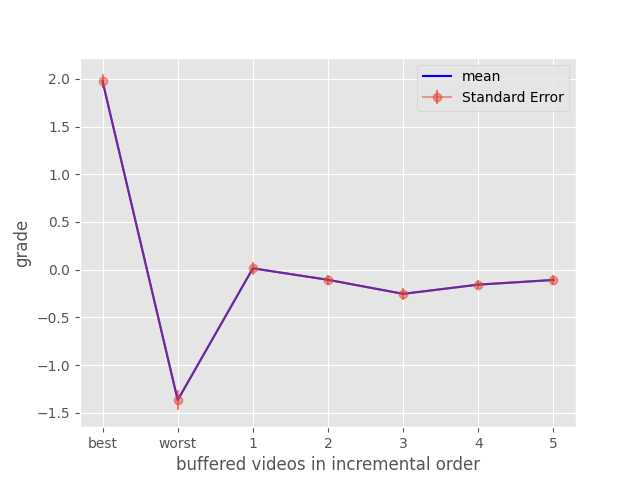 mean
Standard Error
2.0
1.5
1.0
0.5
0.0
−0.5
−1.0
−1.5
grade
best worst 1 2 3 4 5
buffered videos in incremental order